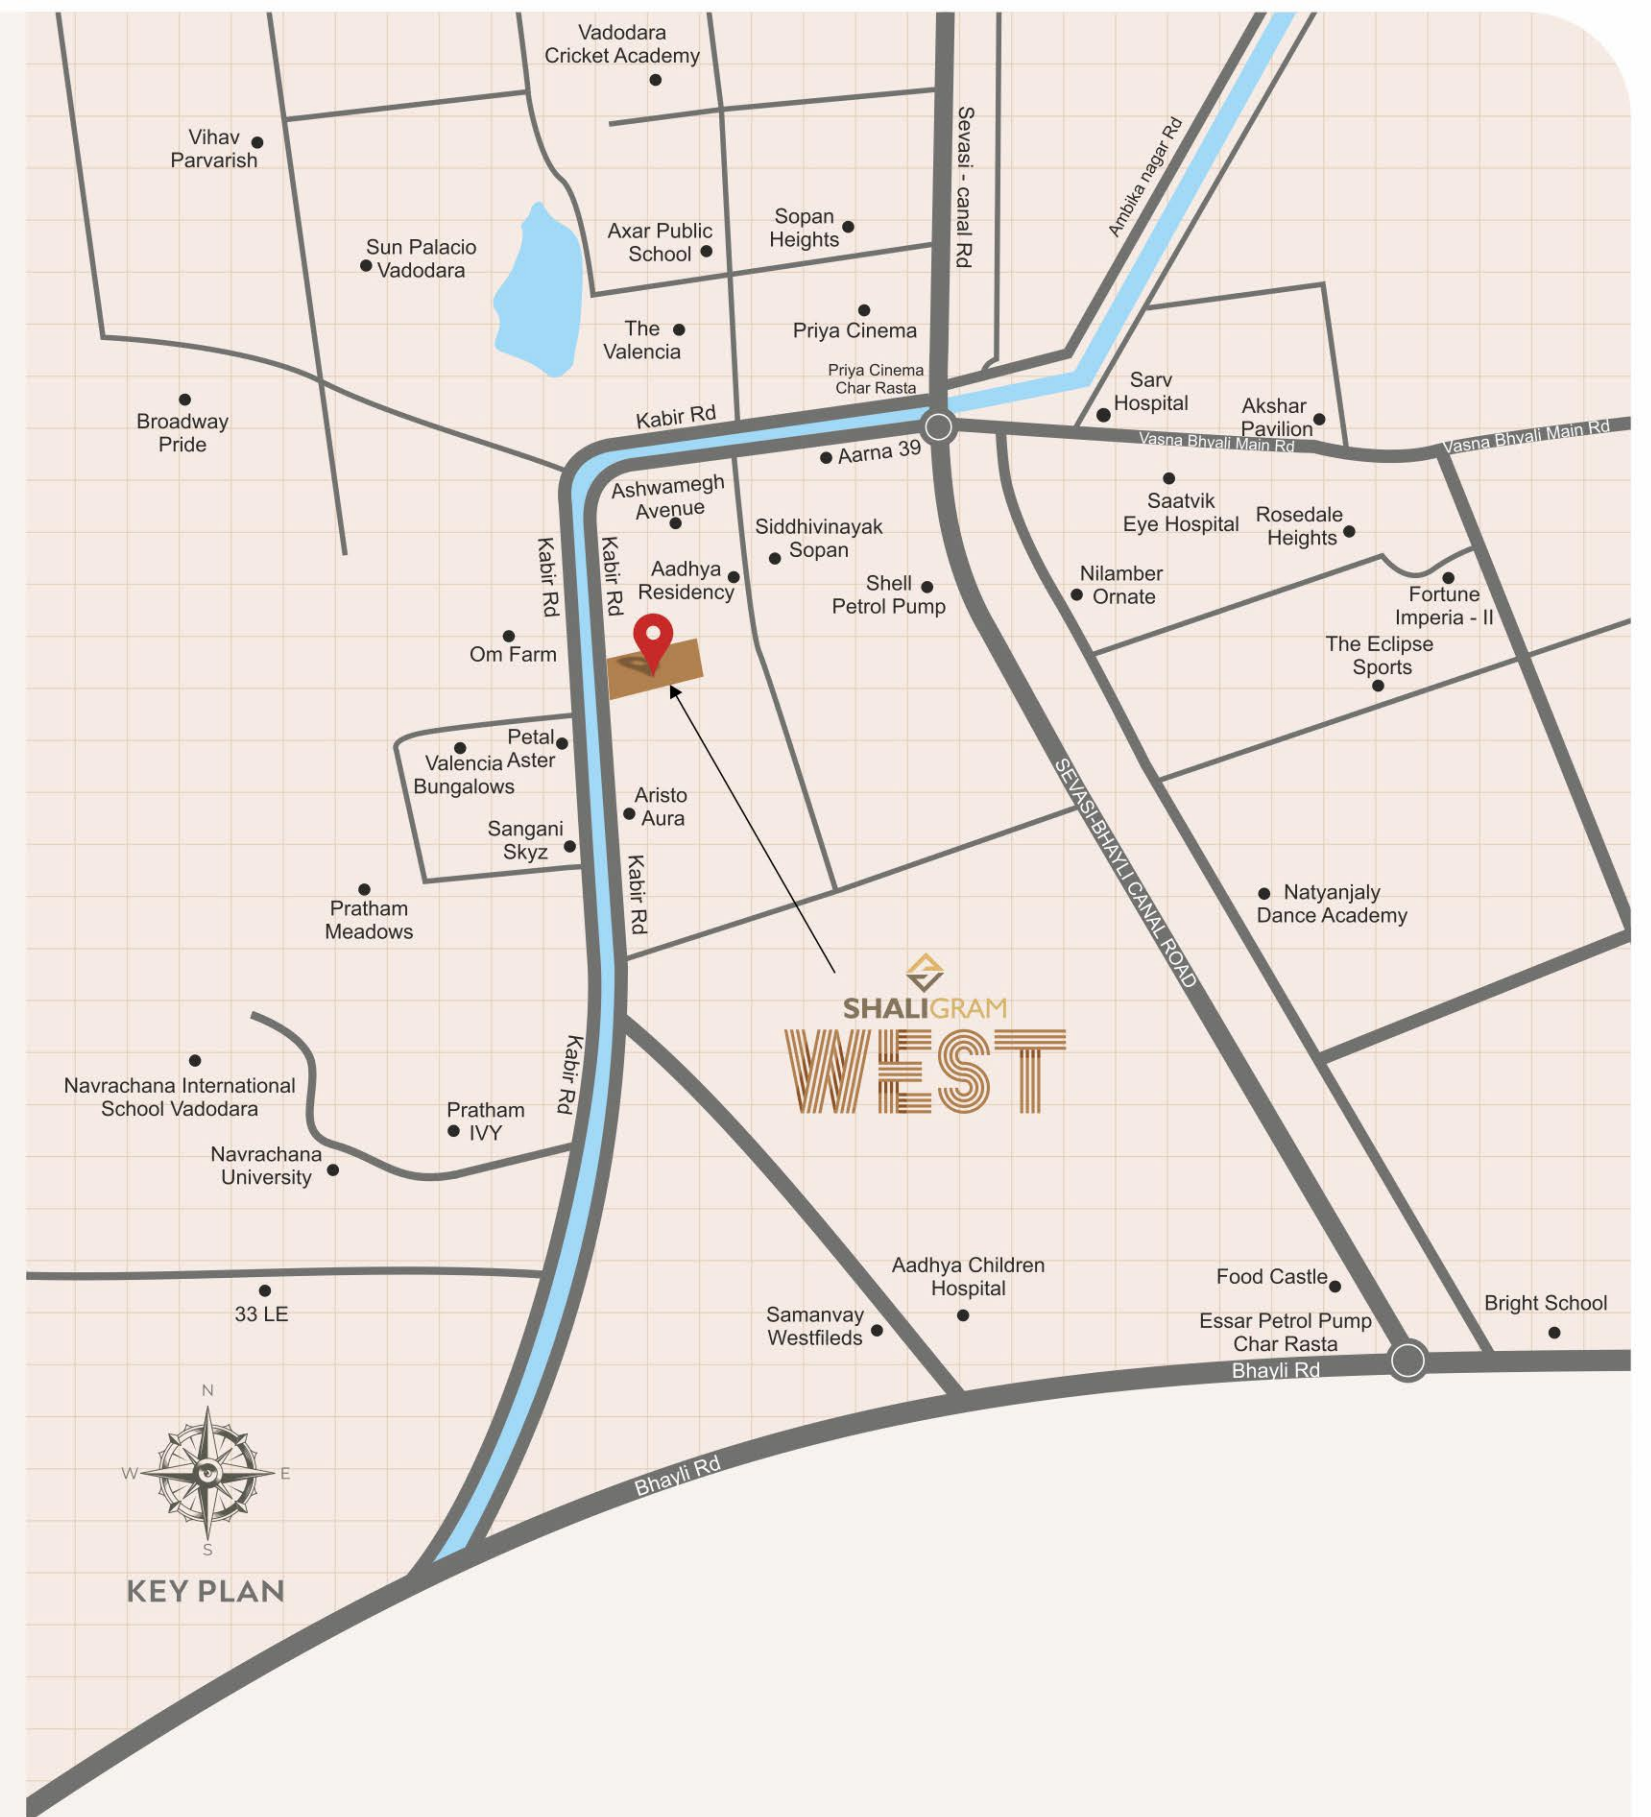 Vadodara
Cricket Academy
Vihav
Parvarish
Sevasi - canal Rd
Ambika nagar Rd
Sopan
Heights
Axar Public
School
Sun Palacio
Vadodara
The
Valencia
Priya Cinema
Priya Cinema
Char Rasta
Sarv
Hospital
Akshar
Pavilion
Broadway
Pride
Kabir Rd
Vasna Bhyali Main Rd
Vasna Bhyali Main Rd
Aarna 39
Ashwamegh
Avenue
Saatvik
Eye Hospital
Rosedale
Heights
Siddhivinayak
Sopan
Kabir Rd
Kabir Rd
Aadhya
Residency
Shell
Petrol Pump
Nilamber
Ornate
Fortune
Imperia - II
The Eclipse
Sports
Om Farm
Petal
Aster
Valencia
Bungalows
Aristo
Aura
Sangani
Skyz
SEVASI-BHAYLI CANAL ROAD
Kabir Rd
Pratham
Meadows
Natyanjaly
Dance Academy
SHALIGRAM
WEST
Kabir Rd
Navrachana International
School Vadodara
Pratham
IVY
Navrachana
University
33 LE
Aadhya Children
Hospital
Samanvay
Westfileds
Food Castle
Essar Petrol Pump
Char Rasta
Bright School
Bhayli Rd
Bhayli Rd
N
W
E
S
KEY PLAN